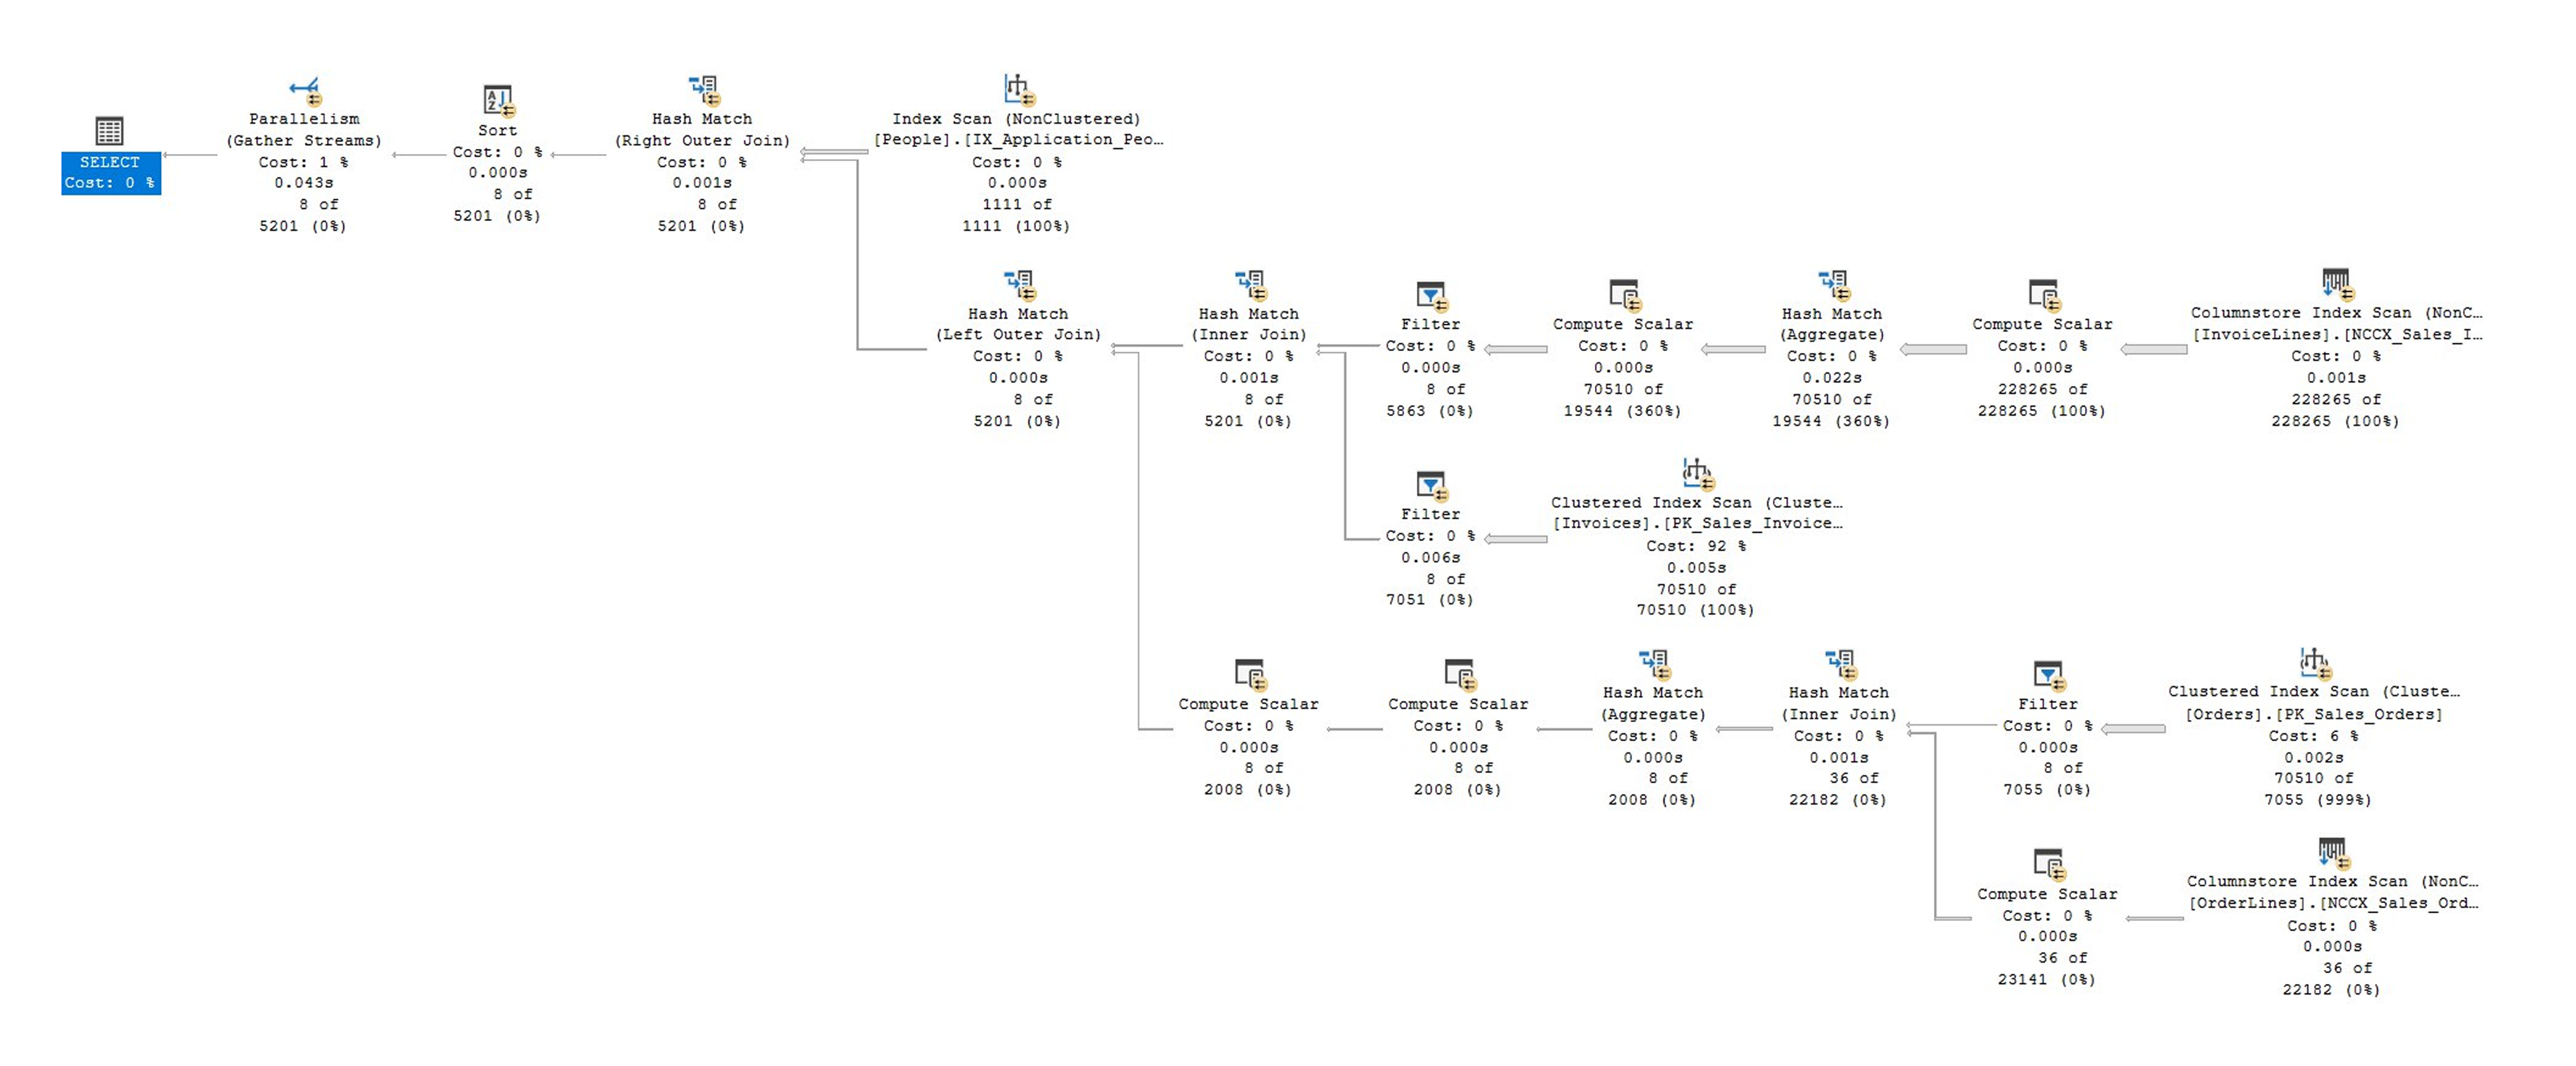 SELECT
Cost: 0 %
Parallelism
(Gather Streams)
Cost: 1 %
0.043s
8 of
5201 (0%)
Sort
Cost: 0 %
0.000s
8 of
5201 (0%)
Hash Match
(Right Outer Join)
Cost: 0 %
0.001s
8 of
5201 (0%)
Index Scan (NonClustered)
[People].[IX_Application_Peo…
Cost: 0 %
0.000s
1111 of
1111 (100%)
Hash Match
(Left Outer Join)
Cost: 0 %
0.000s
8 of
5201 (0%)
Hash Match
(Inner Join)
Cost: 0 %
0.001s
8 of
5201 (0%)
Filter
Cost: 0 %
0.000s
8 of
5863 (0%)
Compute Scalar
Cost: 0 %
0.000s
70510 of
19544 (360%)
Hash Match
(Aggregate)
Cost: 0 %
0.022s
70510 of
19544 (360%)
Compute Scalar
Cost: 0 %
0.000s
228265 of
228265 (100%)
Columnstore Index Scan (NonC…
[InvoiceLines].[NCCX_Sales_I…
Cost: 0 %
0.001s
228265 of
228265 (100%)
Filter
Cost: 0 %
0.006s
8 of
7051 (0%)
Clustered Index Scan (Cluste…
[Invoices].[PK_Sales_Invoice…
Cost: 92 %
0.005s
70510 of
70510 (100%)
Compute Scalar
Cost: 0 %
0.000s
8 of
2008 (0%)
Compute Scalar
Cost: 0 %
0.000s
8 of
2008 (0%)
Hash Match
(Aggregate)
Cost: 0 %
0.000s
8 of
2008 (0%)
Hash Match
(Inner Join)
Cost: 0 %
0.001s
36 of
22182 (0%)
Filter
Cost: 0 %
0.000s
8 of
7055 (0%)
Clustered Index Scan (Cluste…
[Orders].[PK_Sales_Orders]
Cost: 6 %
0.002s
70510 of
7055 (999%)
Compute Scalar
Cost: 0 %
0.000s
36 of
23141 (0%)
Columnstore Index Scan (NonC…
[OrderLines].[NCCX_Sales_Ord…
Cost: 0 %
0.000s
36 of
22182 (0%)